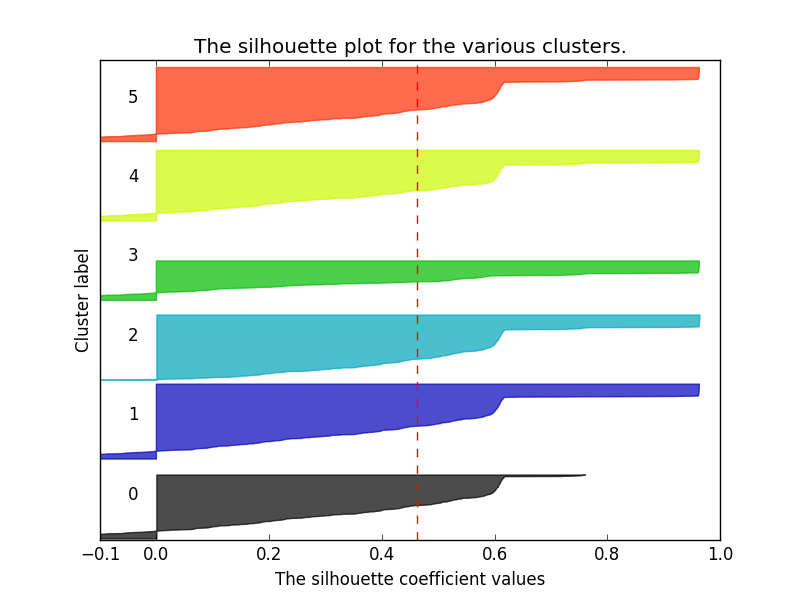 The silhouette plot for the various clusters.
5
4
3
2
1
0
Cluster label
−0.1 0.0 0.2 0.4 0.6 0.8 1.0
The silhouette coefficient values